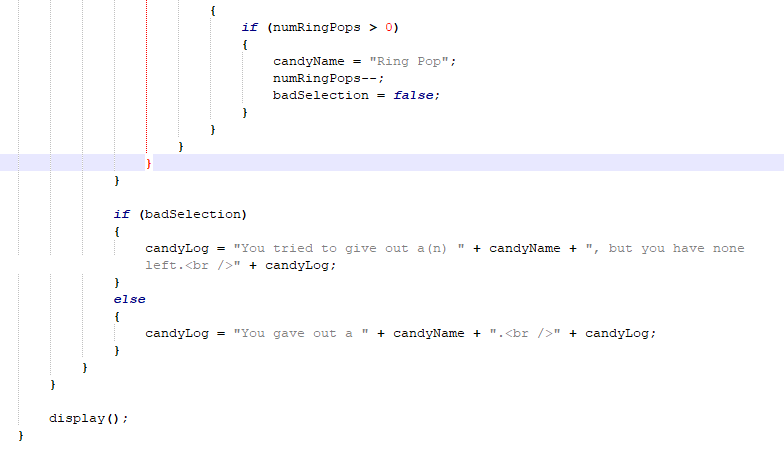 {
if (numRingPops > 0)
{
candyName = "Ring Pop";
numRingPops--;
badSelection = false;
}
}
}
}
}
if (badSelection)
{
candyLog = "You tried to give out a(n) " + candyName + ", but you have none
left.<br />" + candyLog;
}
else
{
candyLog = "You gave out a " + candyName + ".<br />" + candyLog;
}
}
}
display();
}